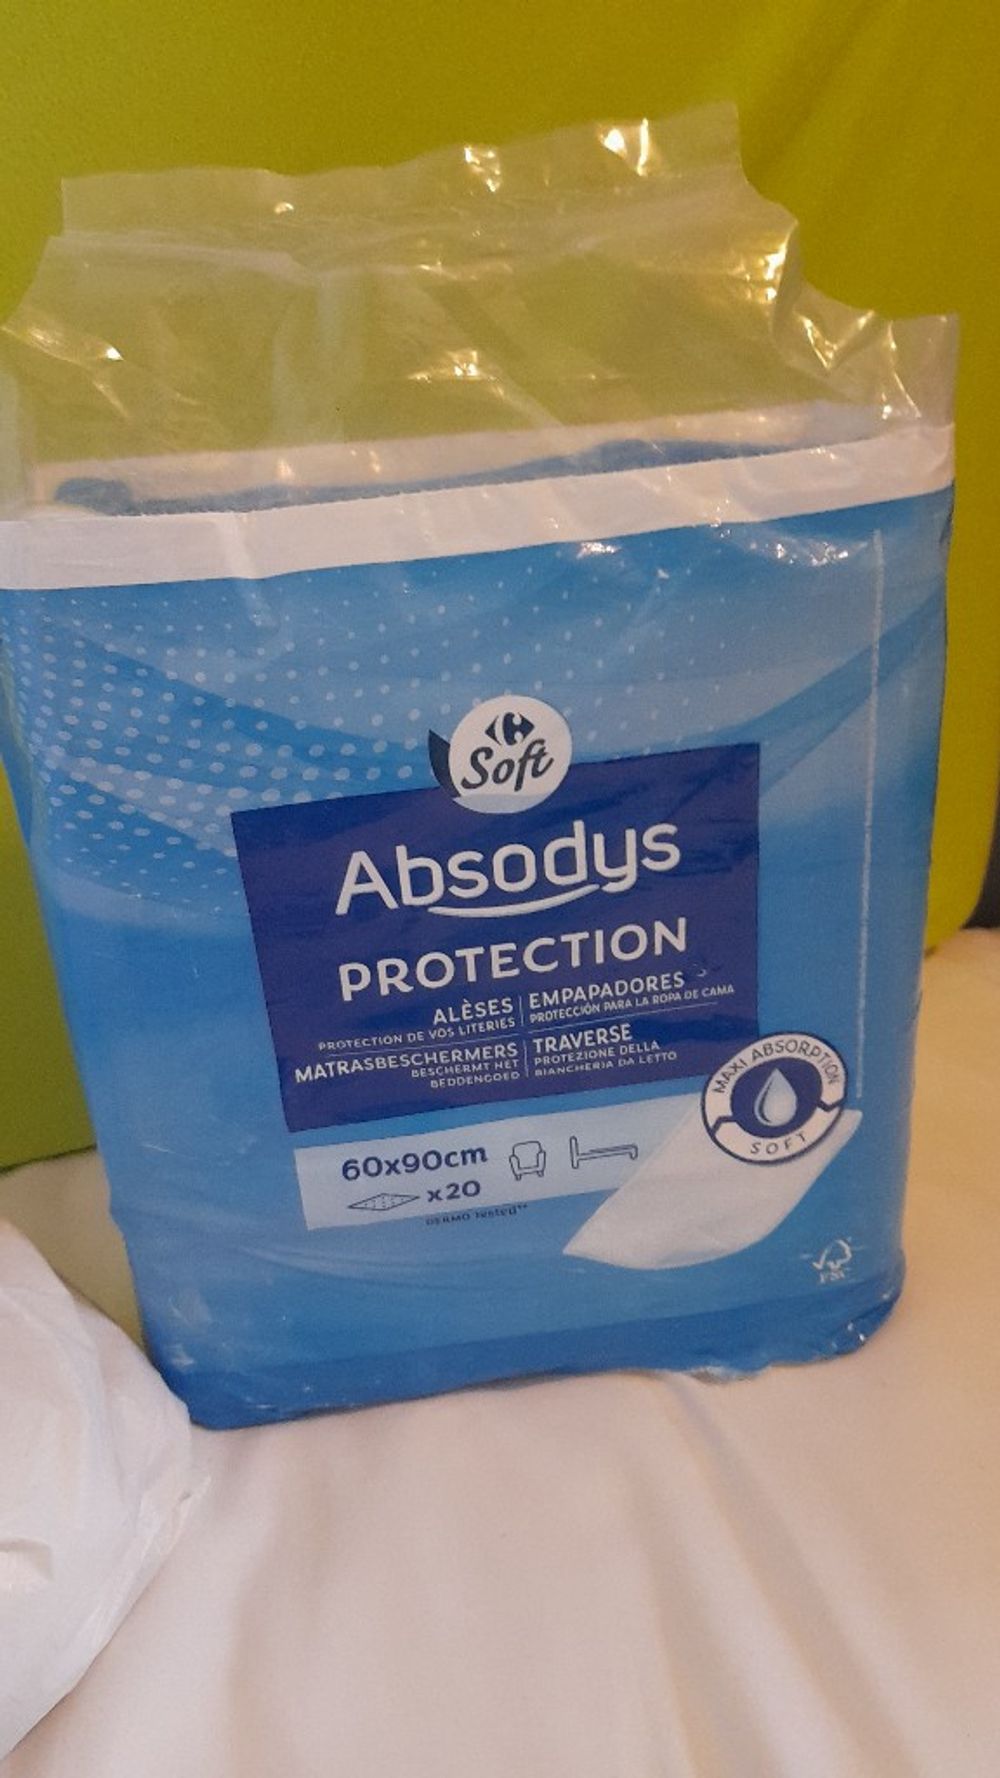 Soft
Absodys
PROTECTION
ALÈSES
PROTECTION DE VOS LITERIES
EMPAPADORES
PROTECCIÓN PARA LA ROPA DE CAMA
MATRASBESCHERMERS
BESCHERMT HET
BEDDENGOED
TRAVERSE
PROTEZIONE DELLA
BIANCHERIA DA LETTO
MAXI ABSORPTION
SOFT
60x90cm
x20
DERMO Tested**
FSC